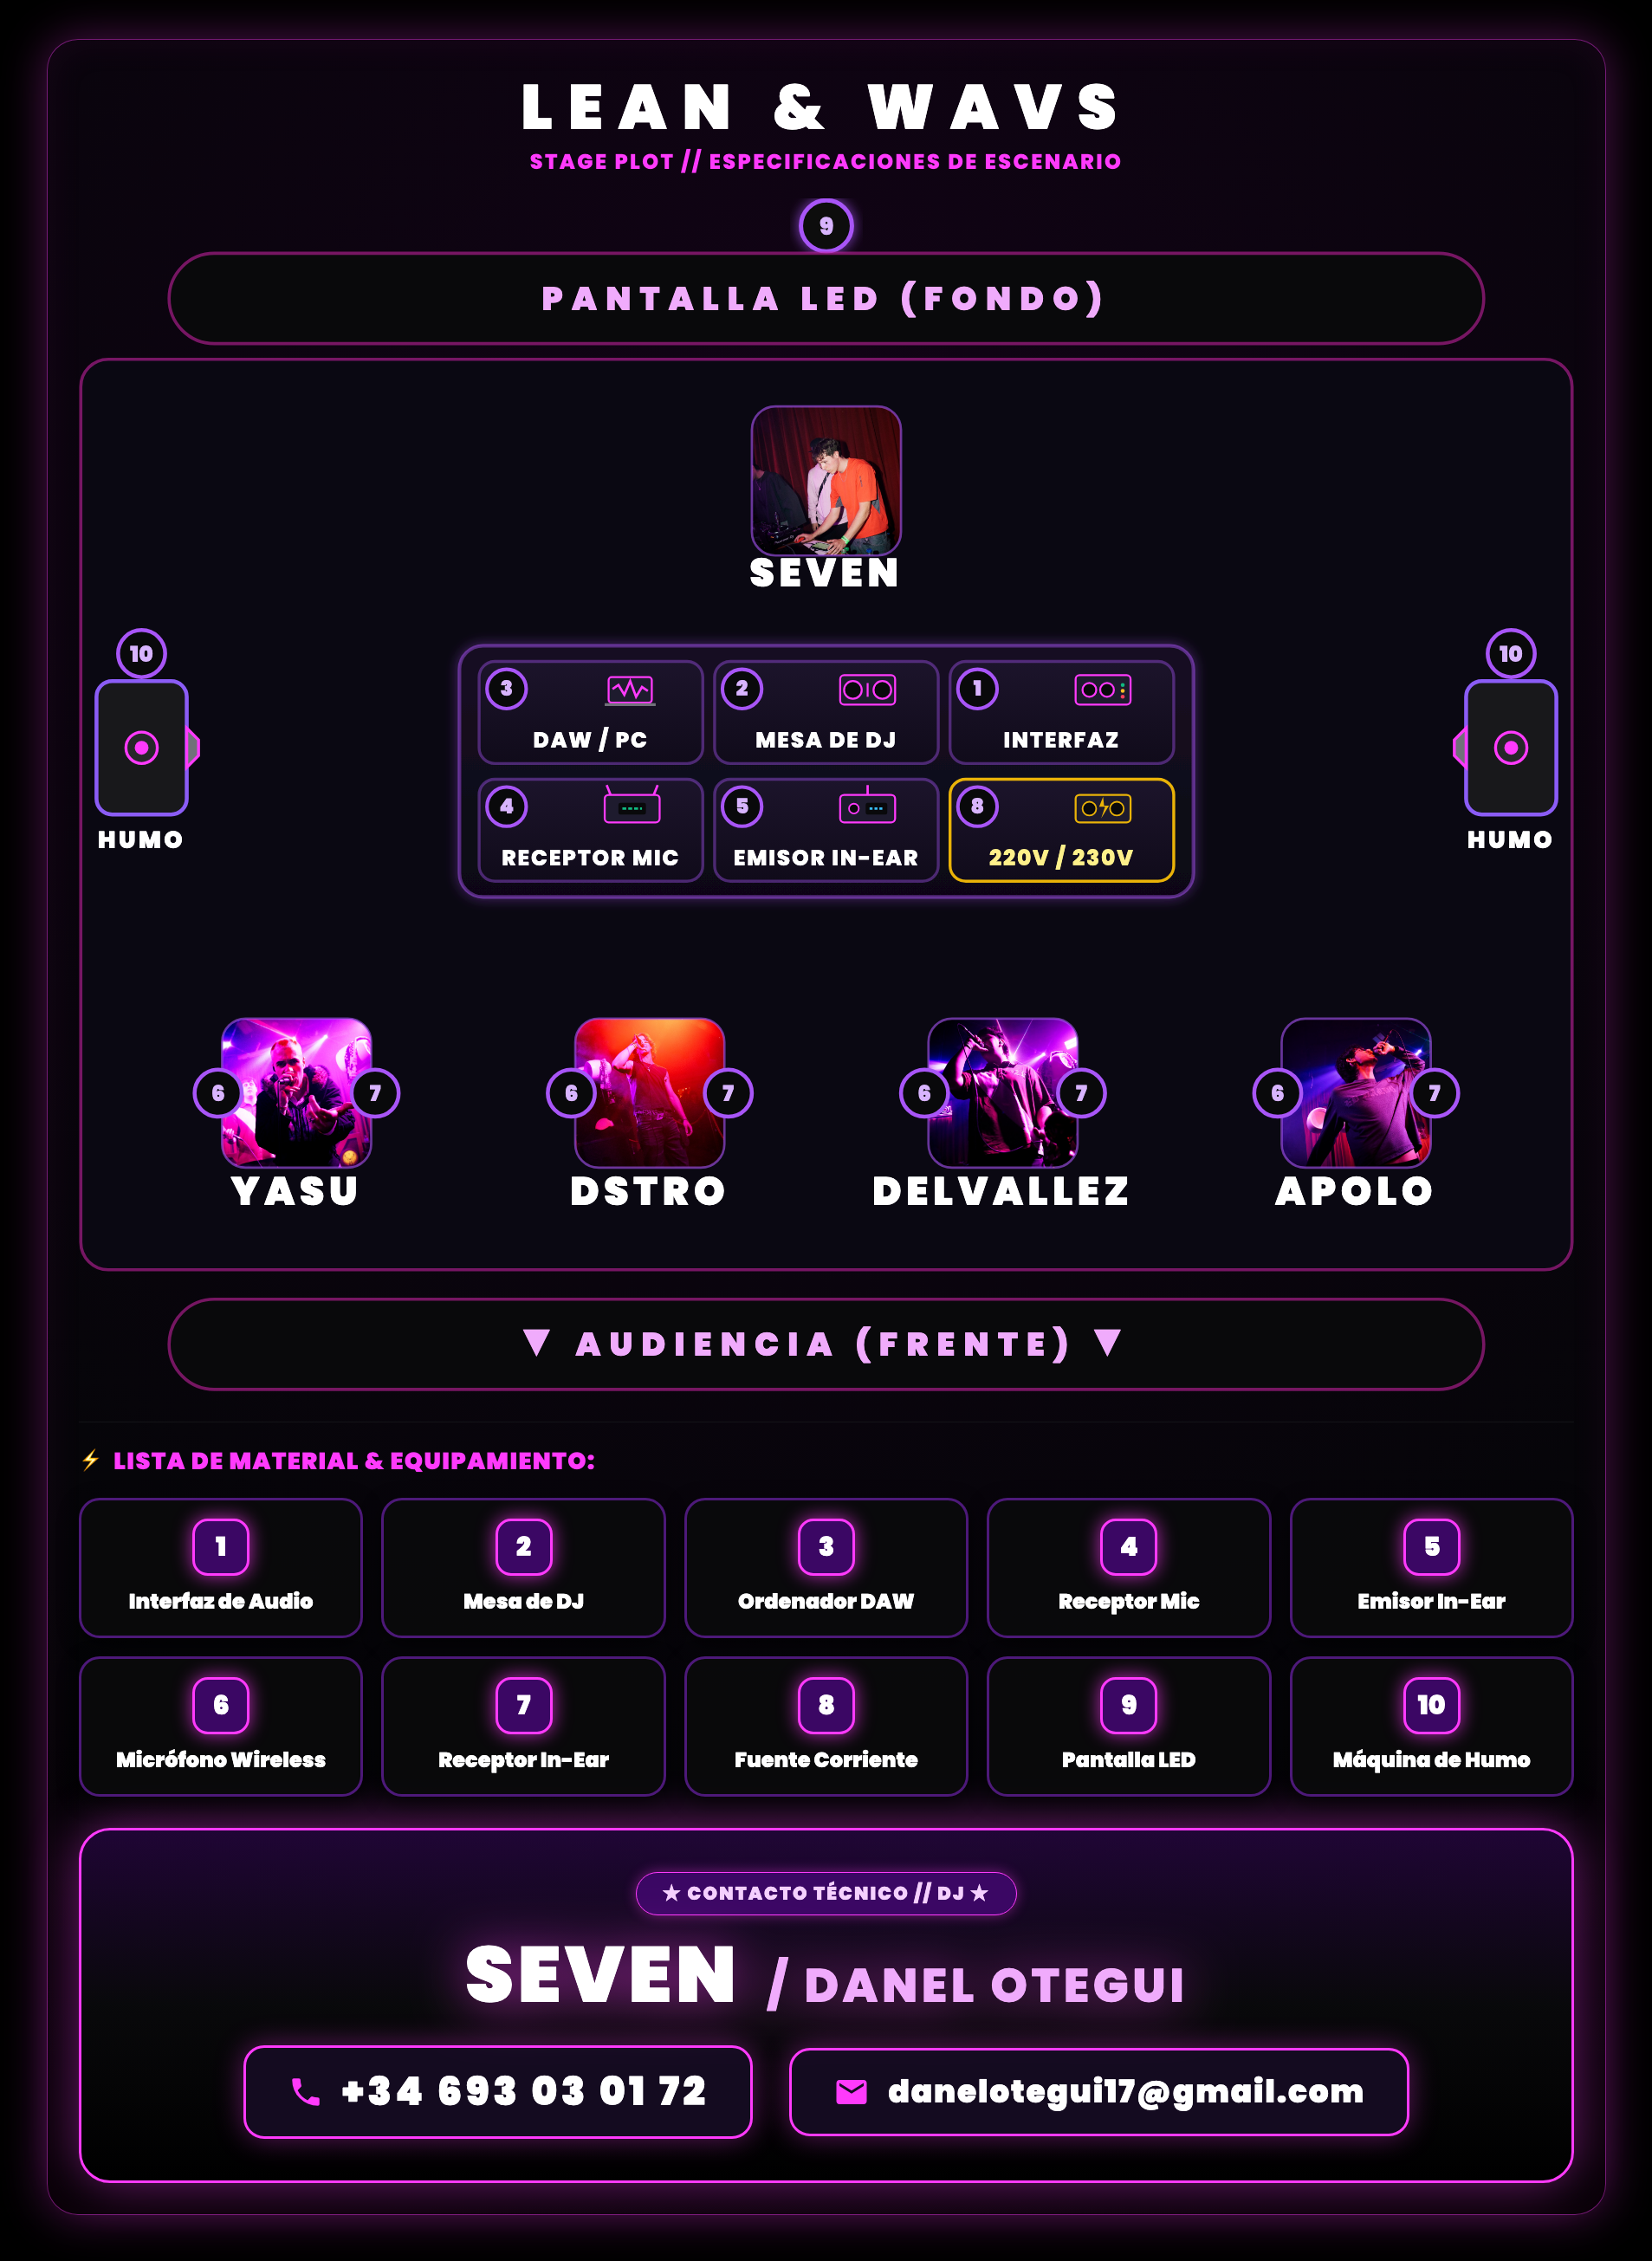 LEAN & WAVS
STAGE PLOT // ESPECIFICACIONES DE ESCENARIO
9
PANTALLA LED (FONDO)
SEVEN
10
10
HUMO
HUMO
3
DAW / PC
2
MESA DE DJ
1
INTERFAZ
4
RECEPTOR MIC
5
EMISOR IN-EAR
8
220V / 230V
6
7
YASU
6
7
DSTRO
6
7
DELVALLEZ
6
7
APOLO
▼ AUDIENCIA (FRENTE) ▼
⚡ LISTA DE MATERIAL & EQUIPAMIENTO:
1
Interfaz de Audio
2
Mesa de DJ
3
Ordenador DAW
4
Receptor Mic
5
Emisor In-Ear
6
Micrófono Wireless
7
Receptor In-Ear
8
Fuente Corriente
9
Pantalla LED
10
Máquina de Humo
★ CONTACTO TÉCNICO // DJ ★
SEVEN / DANEL OTEGUI
+34 693 03 01 72
danelotegui17@gmail.com